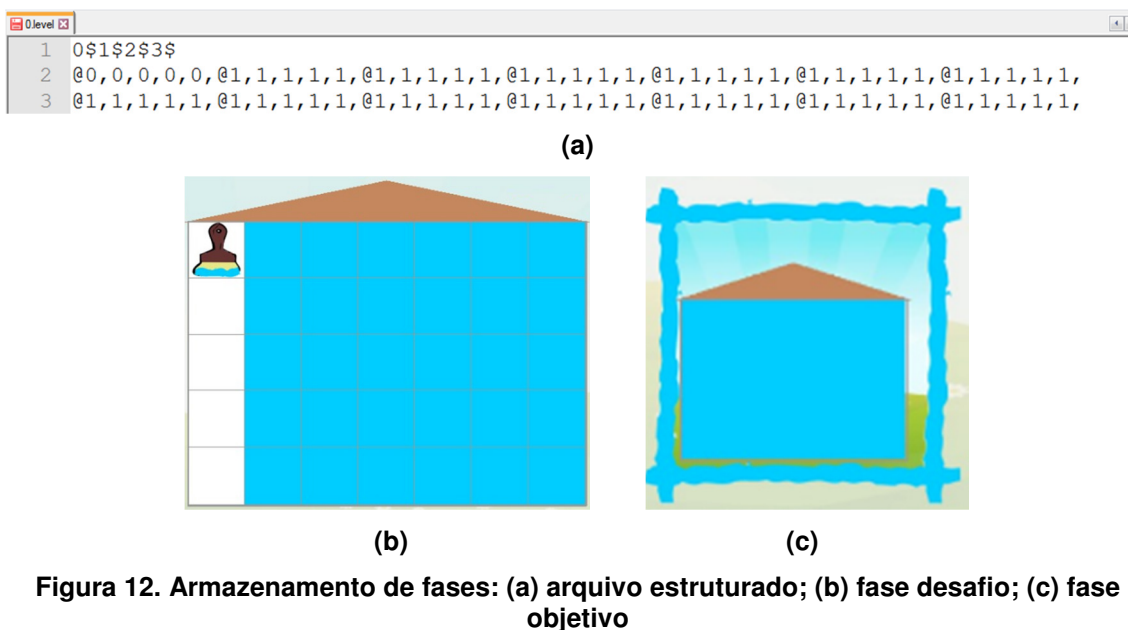 0.level
1 0$1$2$3$
2 @0,0,0,0,0,@1,1,1,1,1,@1,1,1,1,1,@1,1,1,1,1,@1,1,1,1,1,@1,1,1,1,1,@1,1,1,1,1,
3 @1,1,1,1,1,@1,1,1,1,1,@1,1,1,1,1,@1,1,1,1,1,@1,1,1,1,1,@1,1,1,1,1,@1,1,1,1,1,
(a)
(b) (c)
Figura 12. Armazenamento de fases: (a) arquivo estruturado; (b) fase desafio; (c) fase
objetivo